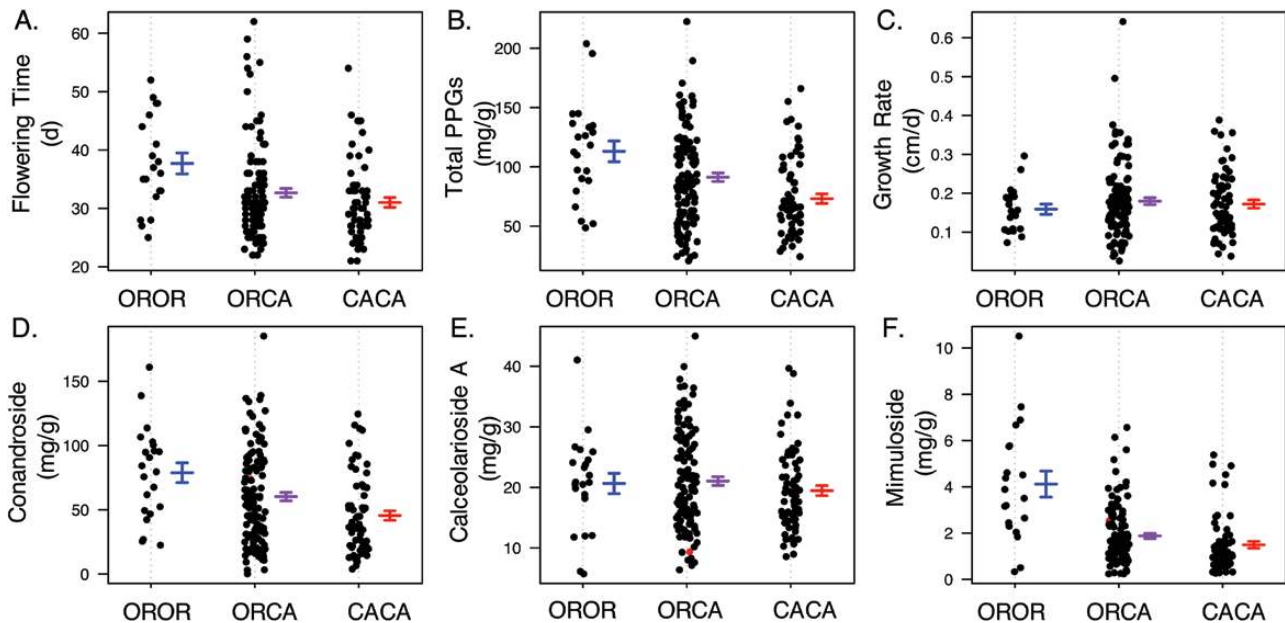 A.
Flowering Time
(d)
60
50
40
30
20
OROR
ORCA
CACA
B.
Total PPGs
(mg/g)
200
150
100
50
OROR
ORCA
CACA
C.
Growth Rate
(cm/d)
0.6
0.5
0.4
0.3
0.2
0.1
OROR
ORCA
CACA
D.
Conandroside
(mg/g)
150
100
50
0
OROR
ORCA
CACA
E.
Calceolarioside A
(mg/g)
40
30
20
10
OROR
ORCA
CACA
F.
Mimuloside
(mg/g)
10
8
6
4
2
0
OROR
ORCA
CACA